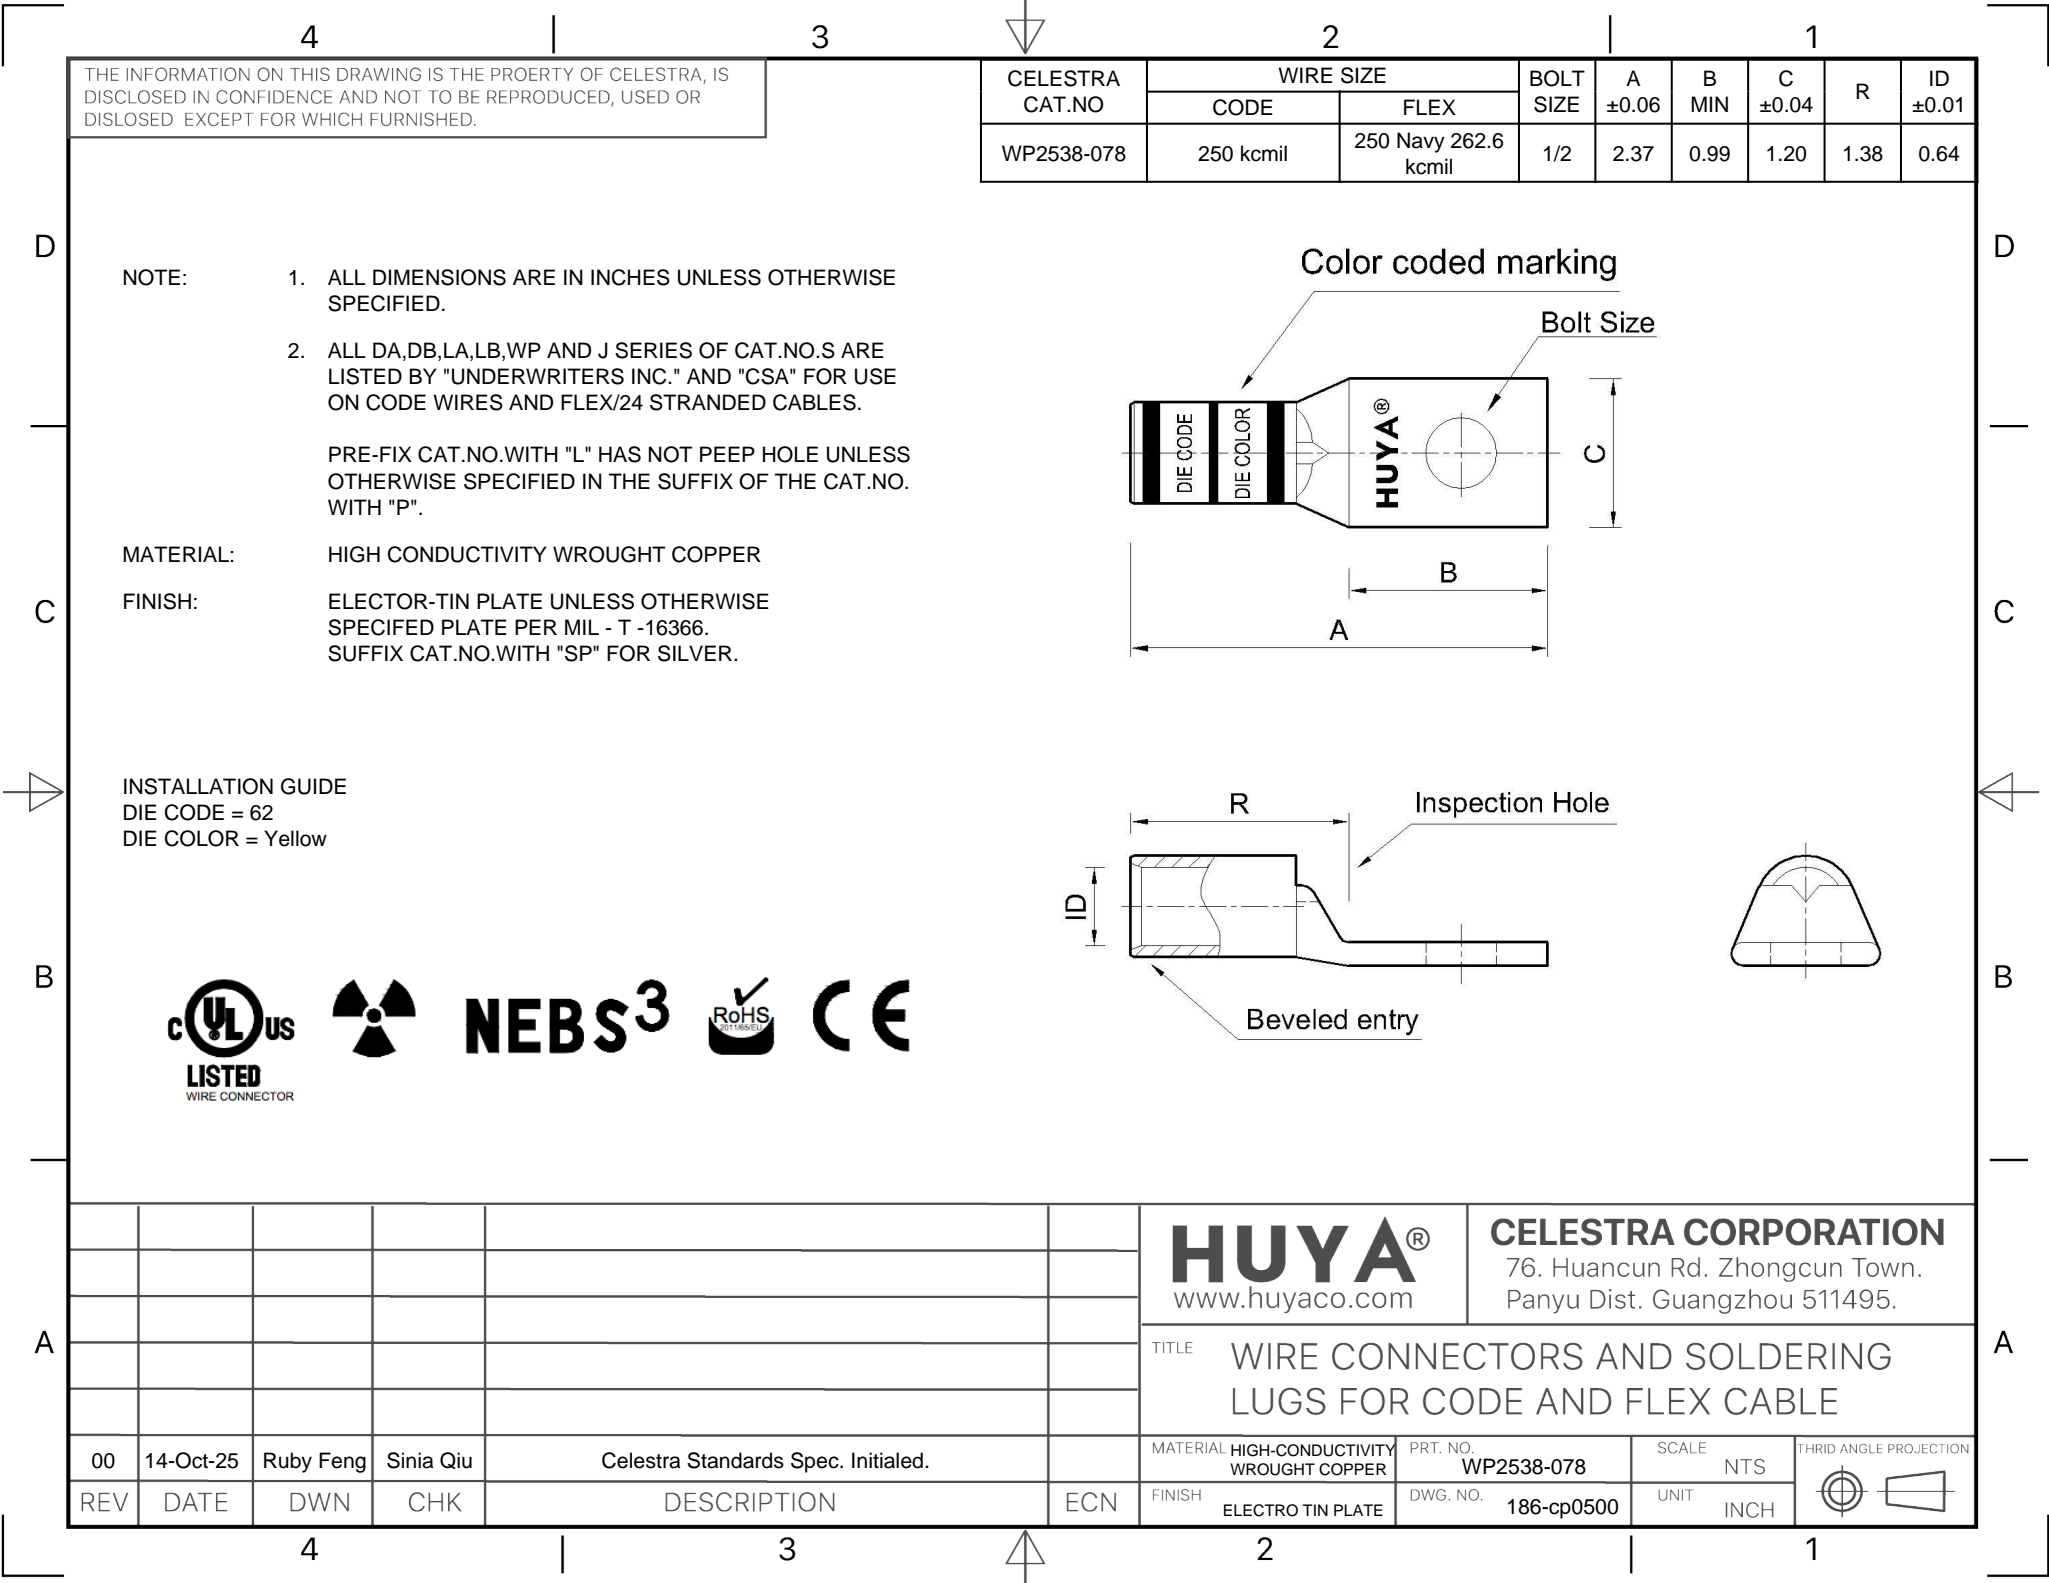 4 3 2 1
THE INFORMATION ON THIS DRAWING IS THE PROERTY OF CELESTRA, IS
DISCLOSED IN CONFIDENCE AND NOT TO BE REPRODUCED, USED OR
DISLOSED EXCEPT FOR WHICH FURNISHED.
CELESTRA CAT.NO WIRE SIZE BOLT SIZE A ±0.06 B MIN C ±0.04 R ID ±0.01
CODE FLEX
WP2538-078 250 kcmil 250 Navy 262.6 kcmil 1/2 2.37 0.99 1.20 1.38 0.64
D D
NOTE: 1. ALL DIMENSIONS ARE IN INCHES UNLESS OTHERWISE
SPECIFIED.
2. ALL DA,DB,LA,LB,WP AND J SERIES OF CAT.NO.S ARE
LISTED BY "UNDERWRITERS INC." AND "CSA" FOR USE
ON CODE WIRES AND FLEX/24 STRANDED CABLES.
PRE-FIX CAT.NO.WITH "L" HAS NOT PEEP HOLE UNLESS
OTHERWISE SPECIFIED IN THE SUFFIX OF THE CAT.NO.
WITH "P".
MATERIAL: HIGH CONDUCTIVITY WROUGHT COPPER
FINISH: ELECTOR-TIN PLATE UNLESS OTHERWISE
SPECIFED PLATE PER MIL - T -16366.
SUFFIX CAT.NO.WITH "SP" FOR SILVER.
Color coded marking
Bolt Size
DIE CODE
DIE COLOR
HUYA®
C
B
A
C C
INSTALLATION GUIDE
DIE CODE = 62
DIE COLOR = Yellow
R
Inspection Hole
ID
Beveled entry
B B
C UL® US
LISTED
WIRE CONNECTOR
NEBS3
RoHS
2011/65/EU
CE
HUYA®
www.huyaco.com
CELESTRA CORPORATION
76. Huancun Rd. Zhongcun Town.
Panyu Dist. Guangzhou 511495.
A A
TITLE WIRE CONNECTORS AND SOLDERING
LUGS FOR CODE AND FLEX CABLE
00 14-Oct-25 Ruby Feng Sinia Qiu Celestra Standards Spec. Initialed.
REV DATE DWN CHK DESCRIPTION ECN
MATERIAL HIGH-CONDUCTIVITY
WROUGHT COPPER
PRT. NO. WP2538-078
SCALE NTS
THRID ANGLE PROJECTION
FINISH ELECTRO TIN PLATE
DWG. NO. 186-cp0500
UNIT INCH
4 3 2 1